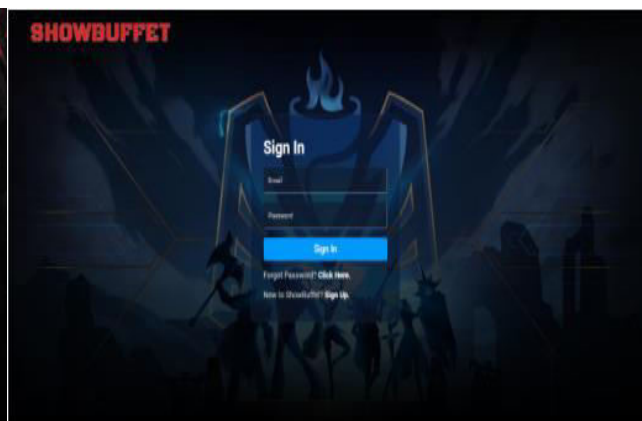 SHOWBUFFET
Sign In
Email
Password
Sign In
Forgot Password? Click Here.
New to ShowBuffet? Sign Up.